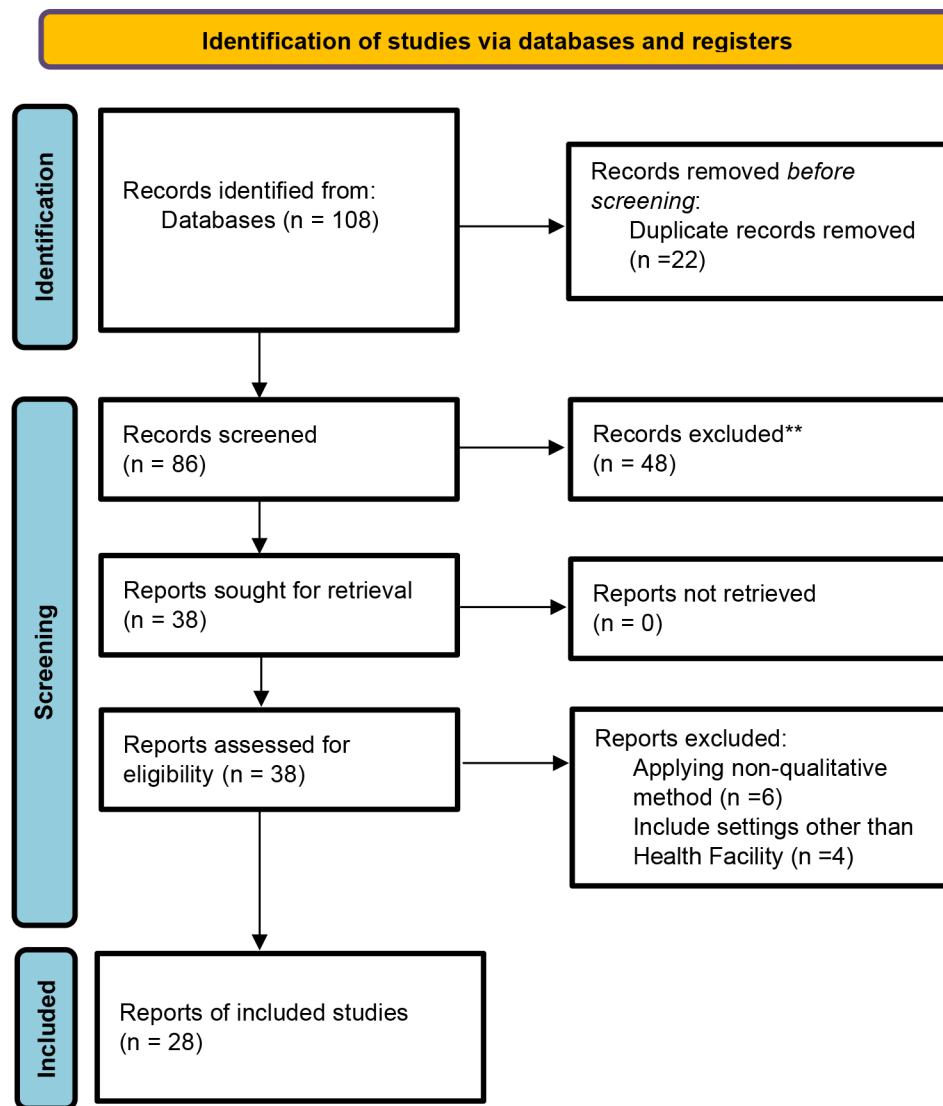 Identification of studies via databases and registers
Identification
Records identified from:
Databases (n = 108)
Records removed before
screening:
Duplicate records removed
(n =22)
Screening
Records screened
(n = 86)
Records excluded**
(n = 48)
Reports sought for retrieval
(n = 38)
Reports not retrieved
(n = 0)
Reports assessed for
eligibility (n = 38)
Reports excluded:
Applying non-qualitative
method (n =6)
Include settings other than
Health Facility (n =4)
Included
Reports of included studies
(n = 28)